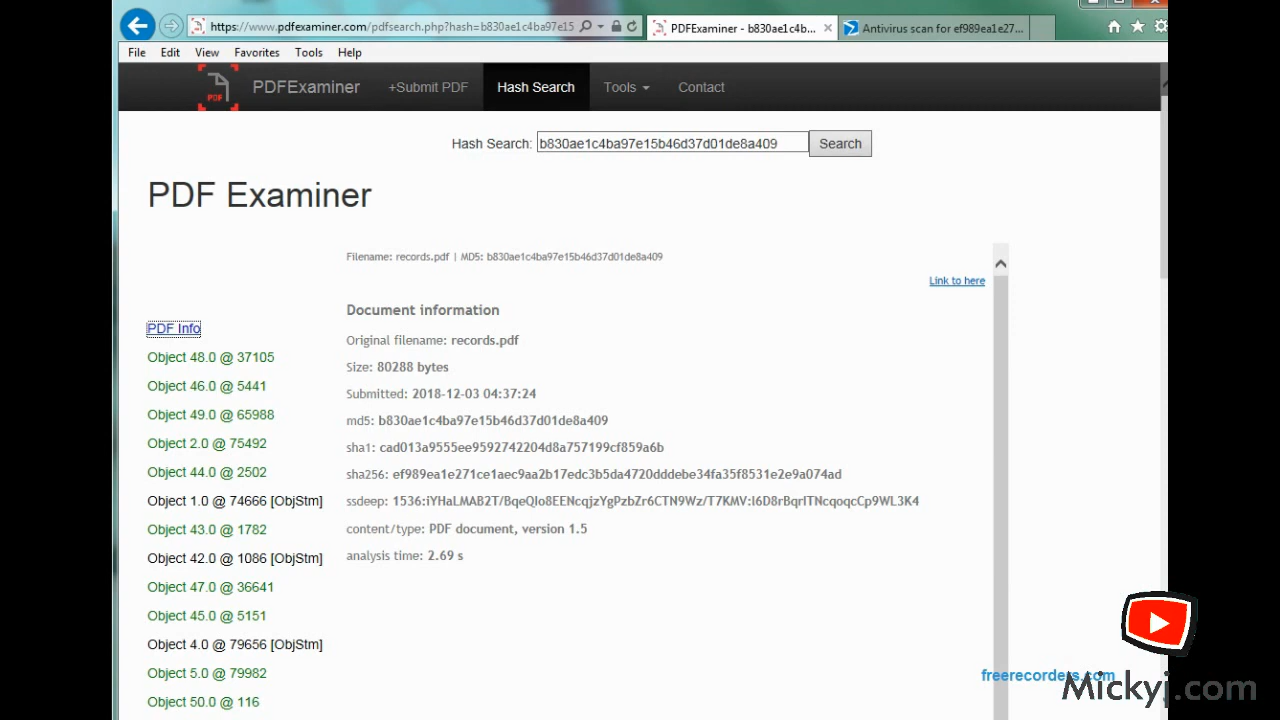 https://www.pdfexaminer.com/pdfsearch.php?hash=b830ae1c4ba97e15
PDFExaminer - b830ae1c4b...
Antivirus scan for ef989ea1e27...
File Edit View Favorites Tools Help
PDF
PDFExaminer +Submit PDF Hash Search Tools Contact
Hash Search: b830ae1c4ba97e15b46d37d01de8a409 Search
PDF Examiner
Filename: records.pdf | MD5: b830ae1c4ba97e15b46d37d01de8a409
Link to here
Document information
PDF Info
Original filename: records.pdf
Object 48.0 @ 37105
Size: 80288 bytes
Object 46.0 @ 5441
Submitted: 2018-12-03 04:37:24
Object 49.0 @ 65988
md5: b830ae1c4ba97e15b46d37d01de8a409
Object 2.0 @ 75492
sha1: cad013a9555ee9592742204d8a757199cf859a6b
Object 44.0 @ 2502
sha256: ef989ea1e271ce1aec9aa2b17edc3b5da4720dddebe34fa35f8531e2e9a074ad
Object 1.0 @ 74666 [ObjStm]
ssdeep: 1536:iYHaLMAB2T/BqeQIo8EENcqjzYgPzbZr6CTN9Wz/T7KMV:l6D8rBqrITNcqoqcCp9WL3K4
Object 43.0 @ 1782
content/type: PDF document, version 1.5
Object 42.0 @ 1086 [ObjStm]
analysis time: 2.69 s
Object 47.0 @ 36641
Object 45.0 @ 5151
Object 4.0 @ 79656 [ObjStm]
Object 5.0 @ 79982
Object 50.0 @ 116
freerecorders.com
Mickyj.com